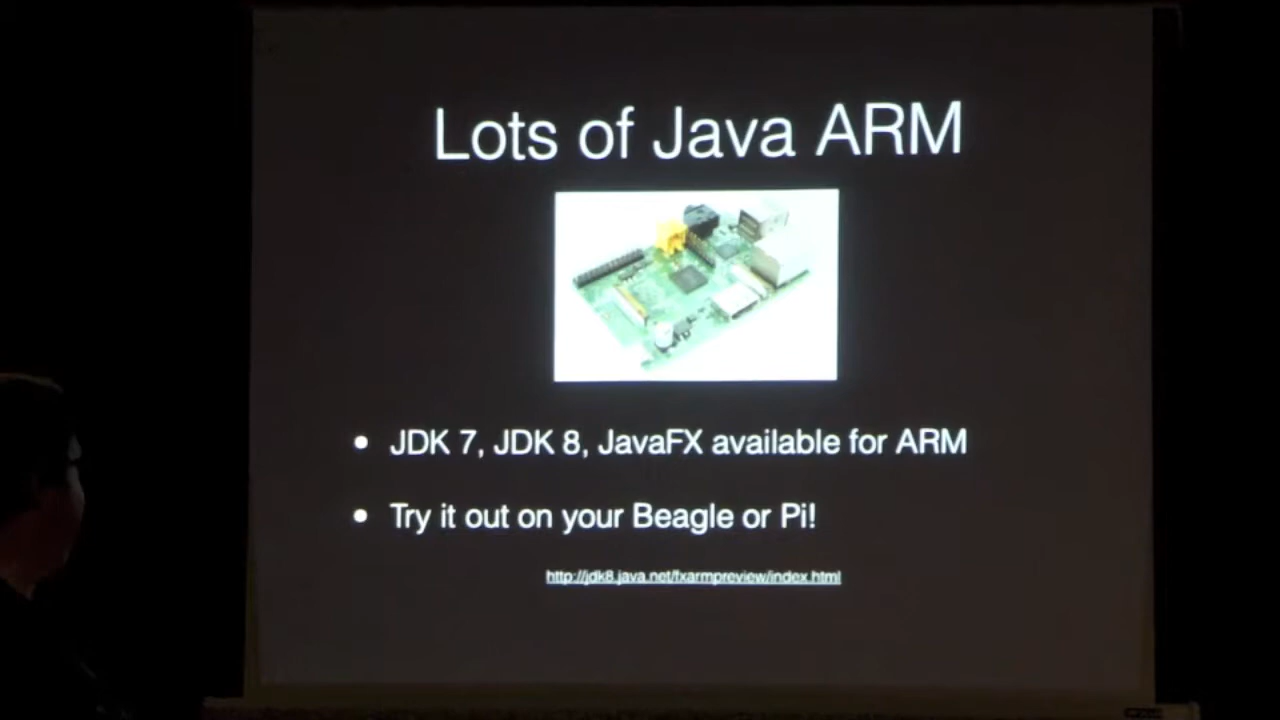 Lots of Java ARM
• JDK 7, JDK 8, JavaFX available for ARM
• Try it out on your Beagle or Pi!
http://jdk8.java.net/fxarmpreview/index.html